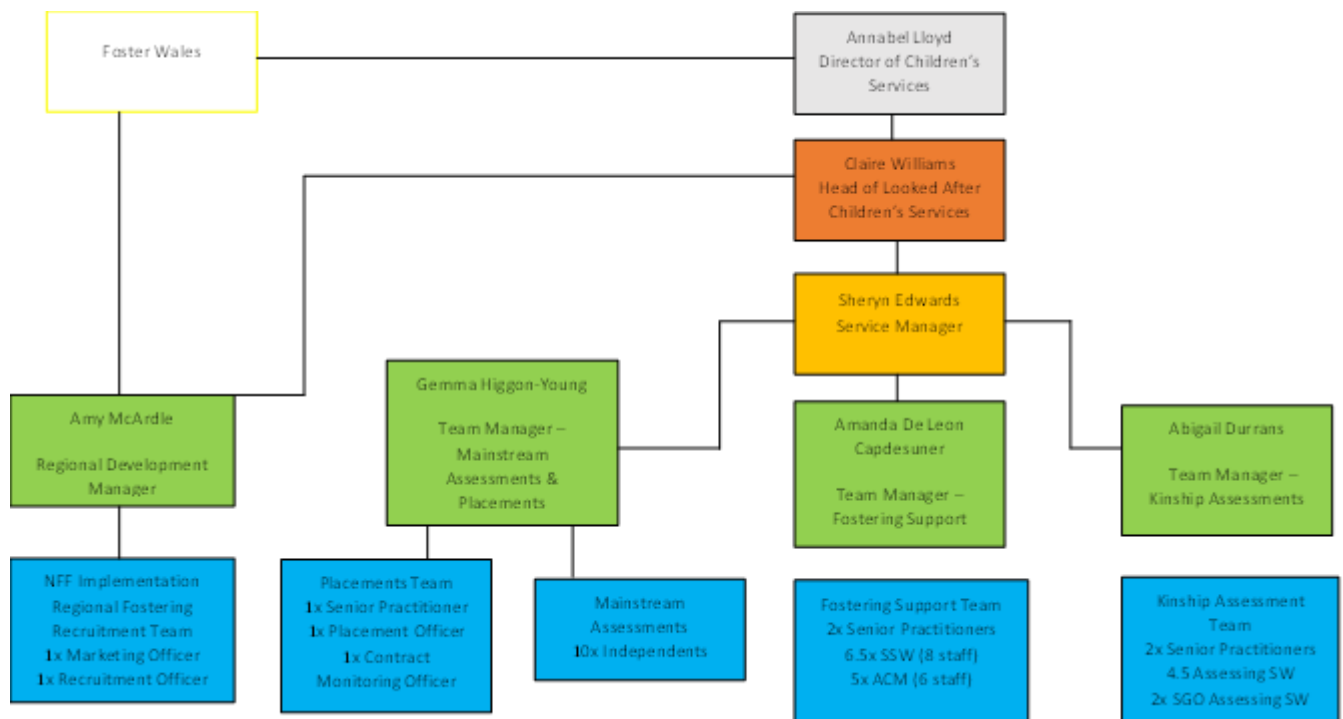 Foster Wales
Annabel Lloyd
Director of Children's
Services
Claire Williams
Head of Looked After
Children's Services
Sheryn Edwards
Service Manager
Amy McArdle
Regional Development
Manager
Gemma Higgon-Young
Team Manager –
Mainstream
Assessments &
Placements
Amanda De Leon
Capdesuner
Team Manager –
Fostering Support
Abigail Durrans
Team Manager –
Kinship Assessments
NFF Implementation
Regional Fostering
Recruitment Team
1x Marketing Officer
1x Recruitment Officer
Placements Team
1x Senior Practitioner
1x Placement Officer
1x Contract
Monitoring Officer
Mainstream
Assessments
10x Independents
Fostering Support Team
2x Senior Practitioners
6.5x SSW (8 staff)
5x ACM (6 staff)
Kinship Assessment
Team
2x Senior Practitioners
4.5 Assessing SW
2x SGO Assessing SW